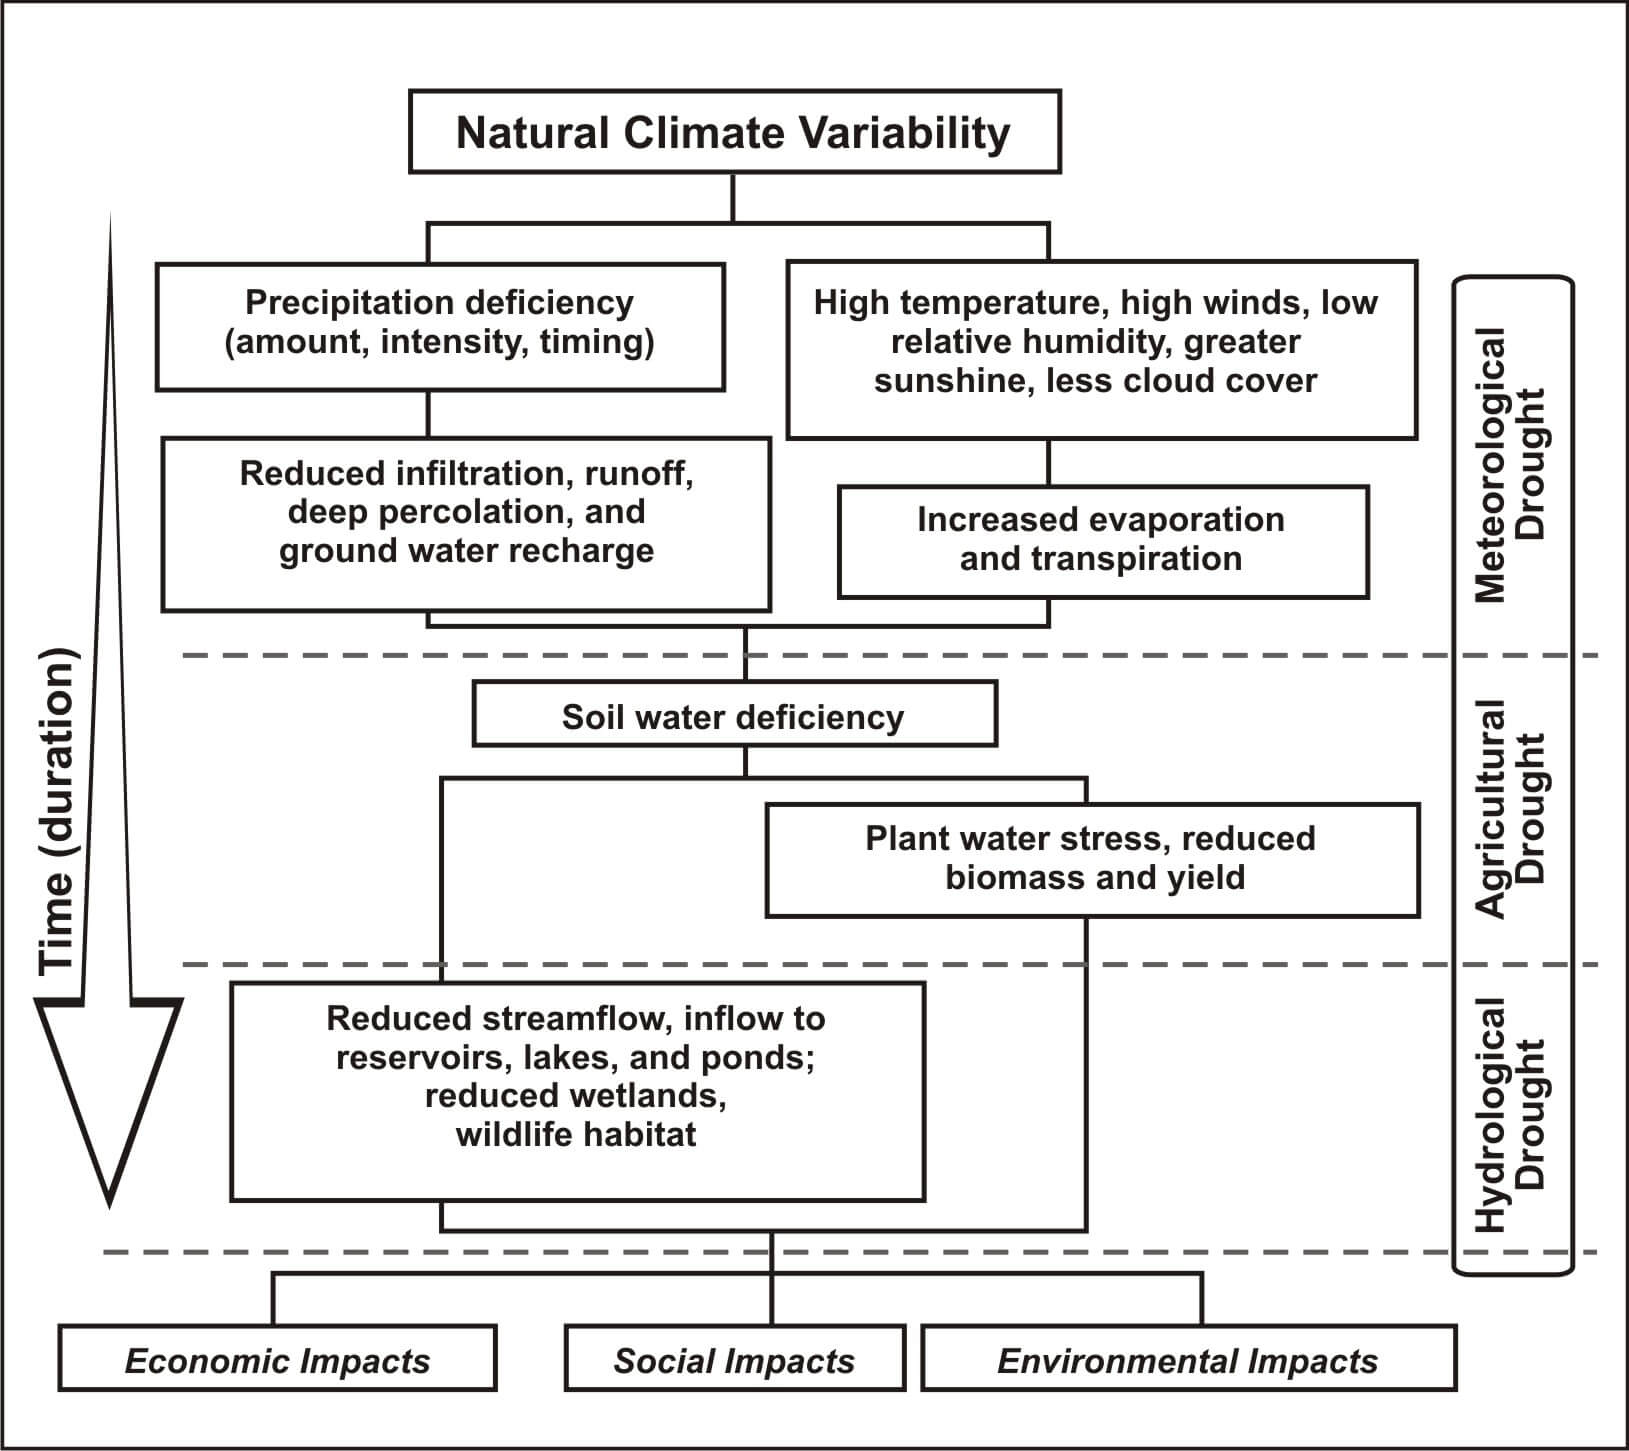 Natural Climate Variability
Precipitation deficiency
(amount, intensity, timing)
High temperature, high winds, low
relative humidity, greater
sunshine, less cloud cover
Reduced infiltration, runoff,
deep percolation, and
ground water recharge
Increased evaporation
and transpiration
Meteorological
Drought
Time (duration)
Soil water deficiency
Plant water stress, reduced
biomass and yield
Agricultural
Drought
Reduced streamflow, inflow to
reservoirs, lakes, and ponds;
reduced wetlands,
wildlife habitat
Hydrological
Drought
Economic Impacts
Social Impacts
Environmental Impacts